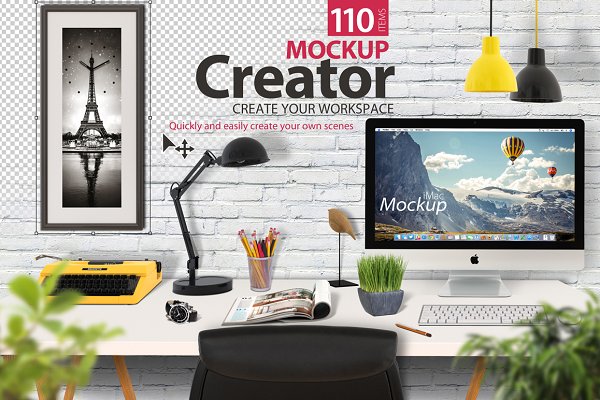 110
ITEMS
MOCKUP
Creator
CREATE YOUR WORKSPACE
Quickly and easily create your own scenes
iMac
Mockup